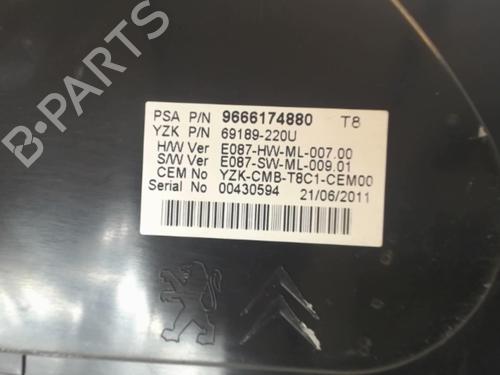 B-PARTS
PSA P/N 9666174880 T8
YZK P/N 69189-220U
H/W Ver E087-HW-ML-007.00
S/W Ver E087-SW-ML-009.01
CEM No YZK-CMB-T8C1-CEM00
Serial No 00430594 21/06/2011